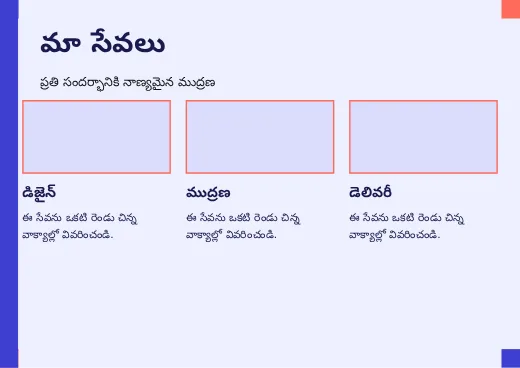 మా సేవలు
ప్రతి సందర్భానికి నాణ్యమైన ముద్రణ
డిజైన్
ఈ సేవను ఒకటి రెండు చిన్న
వాక్యాల్లో వివరించండి.
ముద్రణ
ఈ సేవను ఒకటి రెండు చిన్న
వాక్యాల్లో వివరించండి.
డెలివరీ
ఈ సేవను ఒకటి రెండు చిన్న
వాక్యాల్లో వివరించండి.